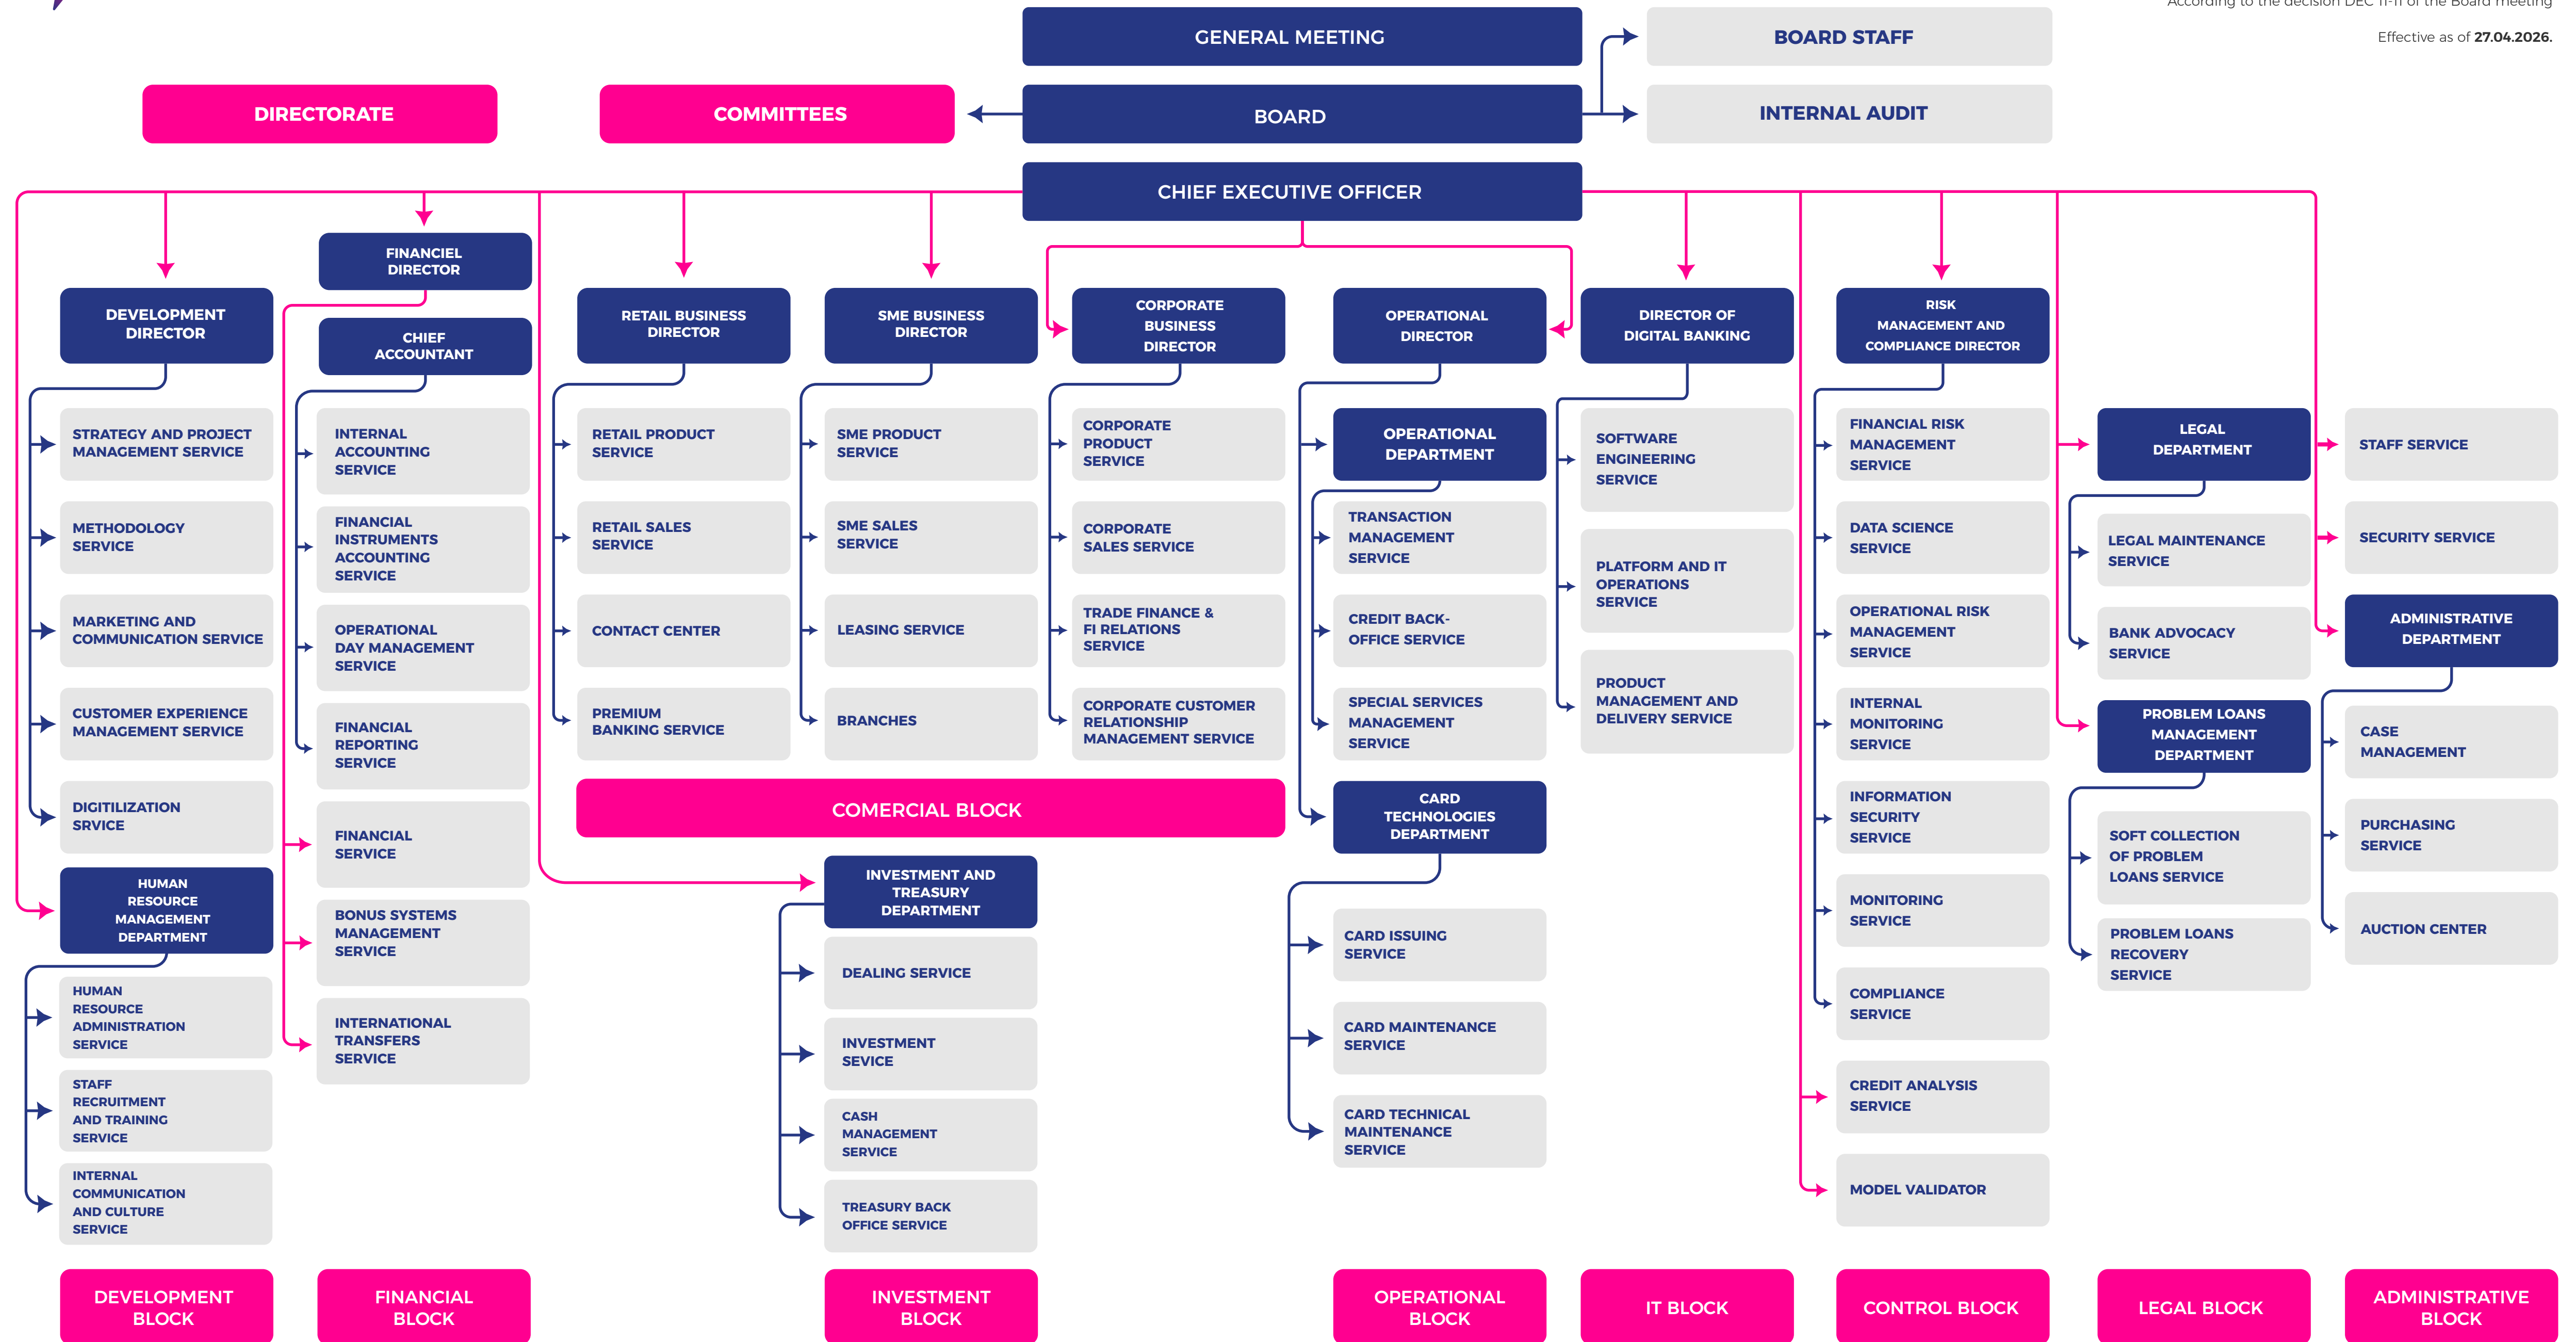 According to the decision DEC 11-11 of the Board meeting
Effective as of 27.04.2026.
GENERAL MEETING
BOARD STAFF
DIRECTORATE
COMMITTEES
BOARD
INTERNAL AUDIT
CHIEF EXECUTIVE OFFICER
FINANCIEL
DIRECTOR
DEVELOPMENT
DIRECTOR
CHIEF
ACCOUNTANT
RETAIL BUSINESS
DIRECTOR
SME BUSINESS
DIRECTOR
CORPORATE
BUSINESS
DIRECTOR
OPERATIONAL
DIRECTOR
DIRECTOR OF
DIGITAL BANKING
RISK
MANAGEMENT AND
COMPLIANCE DIRECTOR
STRATEGY AND PROJECT
MANAGEMENT SERVICE
METHODOLOGY
SERVICE
MARKETING AND
COMMUNICATION SERVICE
CUSTOMER EXPERIENCE
MANAGEMENT SERVICE
DIGITILIZATION
SRVICE
HUMAN
RESOURCE
MANAGEMENT
DEPARTMENT
HUMAN
RESOURCE
ADMINISTRATION
SERVICE
STAFF
RECRUITMENT
AND TRAINING
SERVICE
INTERNAL
COMMUNICATION
AND CULTURE
SERVICE
INTERNAL
ACCOUNTING
SERVICE
FINANCIAL
INSTRUMENTS
ACCOUNTING
SERVICE
OPERATIONAL
DAY MANAGEMENT
SERVICE
FINANCIAL
REPORTING
SERVICE
FINANCIAL
SERVICE
BONUS SYSTEMS
MANAGEMENT
SERVICE
INTERNATIONAL
TRANSFERS
SERVICE
RETAIL PRODUCT
SERVICE
RETAIL SALES
SERVICE
CONTACT CENTER
PREMIUM
BANKING SERVICE
SME PRODUCT
SERVICE
SME SALES
SERVICE
LEASING SERVICE
BRANCHES
CORPORATE
PRODUCT
SERVICE
CORPORATE
SALES SERVICE
TRADE FINANCE &
FI RELATIONS
SERVICE
CORPORATE CUSTOMER
RELATIONSHIP
MANAGEMENT SERVICE
COMERCIAL BLOCK
INVESTMENT AND
TREASURY
DEPARTMENT
DEALING SERVICE
INVESTMENT
SEVICE
CASH
MANAGEMENT
SERVICE
TREASURY BACK
OFFICE SERVICE
OPERATIONAL
DEPARTMENT
TRANSACTION
MANAGEMENT
SERVICE
CREDIT BACK-
OFFICE SERVICE
SPECIAL SERVICES
MANAGEMENT
SERVICE
CARD
TECHNOLOGIES
DEPARTMENT
CARD ISSUING
SERVICE
CARD MAINTENANCE
SERVICE
CARD TECHNICAL
MAINTENANCE
SERVICE
SOFTWARE
ENGINEERING
SERVICE
PLATFORM AND IT
OPERATIONS
SERVICE
PRODUCT
MANAGEMENT AND
DELIVERY SERVICE
FINANCIAL RISK
MANAGEMENT
SERVICE
DATA SCIENCE
SERVICE
OPERATIONAL RISK
MANAGEMENT
SERVICE
INTERNAL
MONITORING
SERVICE
INFORMATION
SECURITY
SERVICE
MONITORING
SERVICE
COMPLIANCE
SERVICE
CREDIT ANALYSIS
SERVICE
MODEL VALIDATOR
LEGAL
DEPARTMENT
LEGAL MAINTENANCE
SERVICE
BANK ADVOCACY
SERVICE
PROBLEM LOANS
MANAGEMENT
DEPARTMENT
SOFT COLLECTION
OF PROBLEM
LOANS SERVICE
PROBLEM LOANS
RECOVERY
SERVICE
STAFF SERVICE
SECURITY SERVICE
ADMINISTRATIVE
DEPARTMENT
CASE
MANAGEMENT
PURCHASING
SERVICE
AUCTION CENTER
DEVELOPMENT
BLOCK
FINANCIAL
BLOCK
INVESTMENT
BLOCK
OPERATIONAL
BLOCK
IT BLOCK
CONTROL BLOCK
LEGAL BLOCK
ADMINISTRATIVE
BLOCK